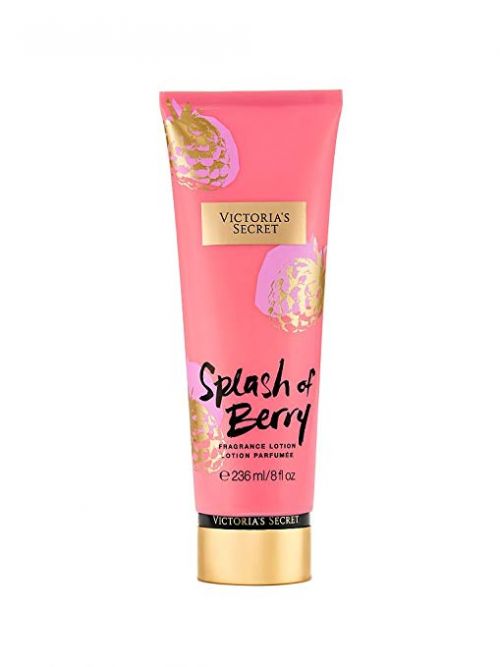 VICTORIA'S
SECRET
Splash of
Berry
FRAGRANCE LOTION
LOTION PARFUMÉE
℮ 236 ml/8 fl oz
VICTORIA'S SECRET